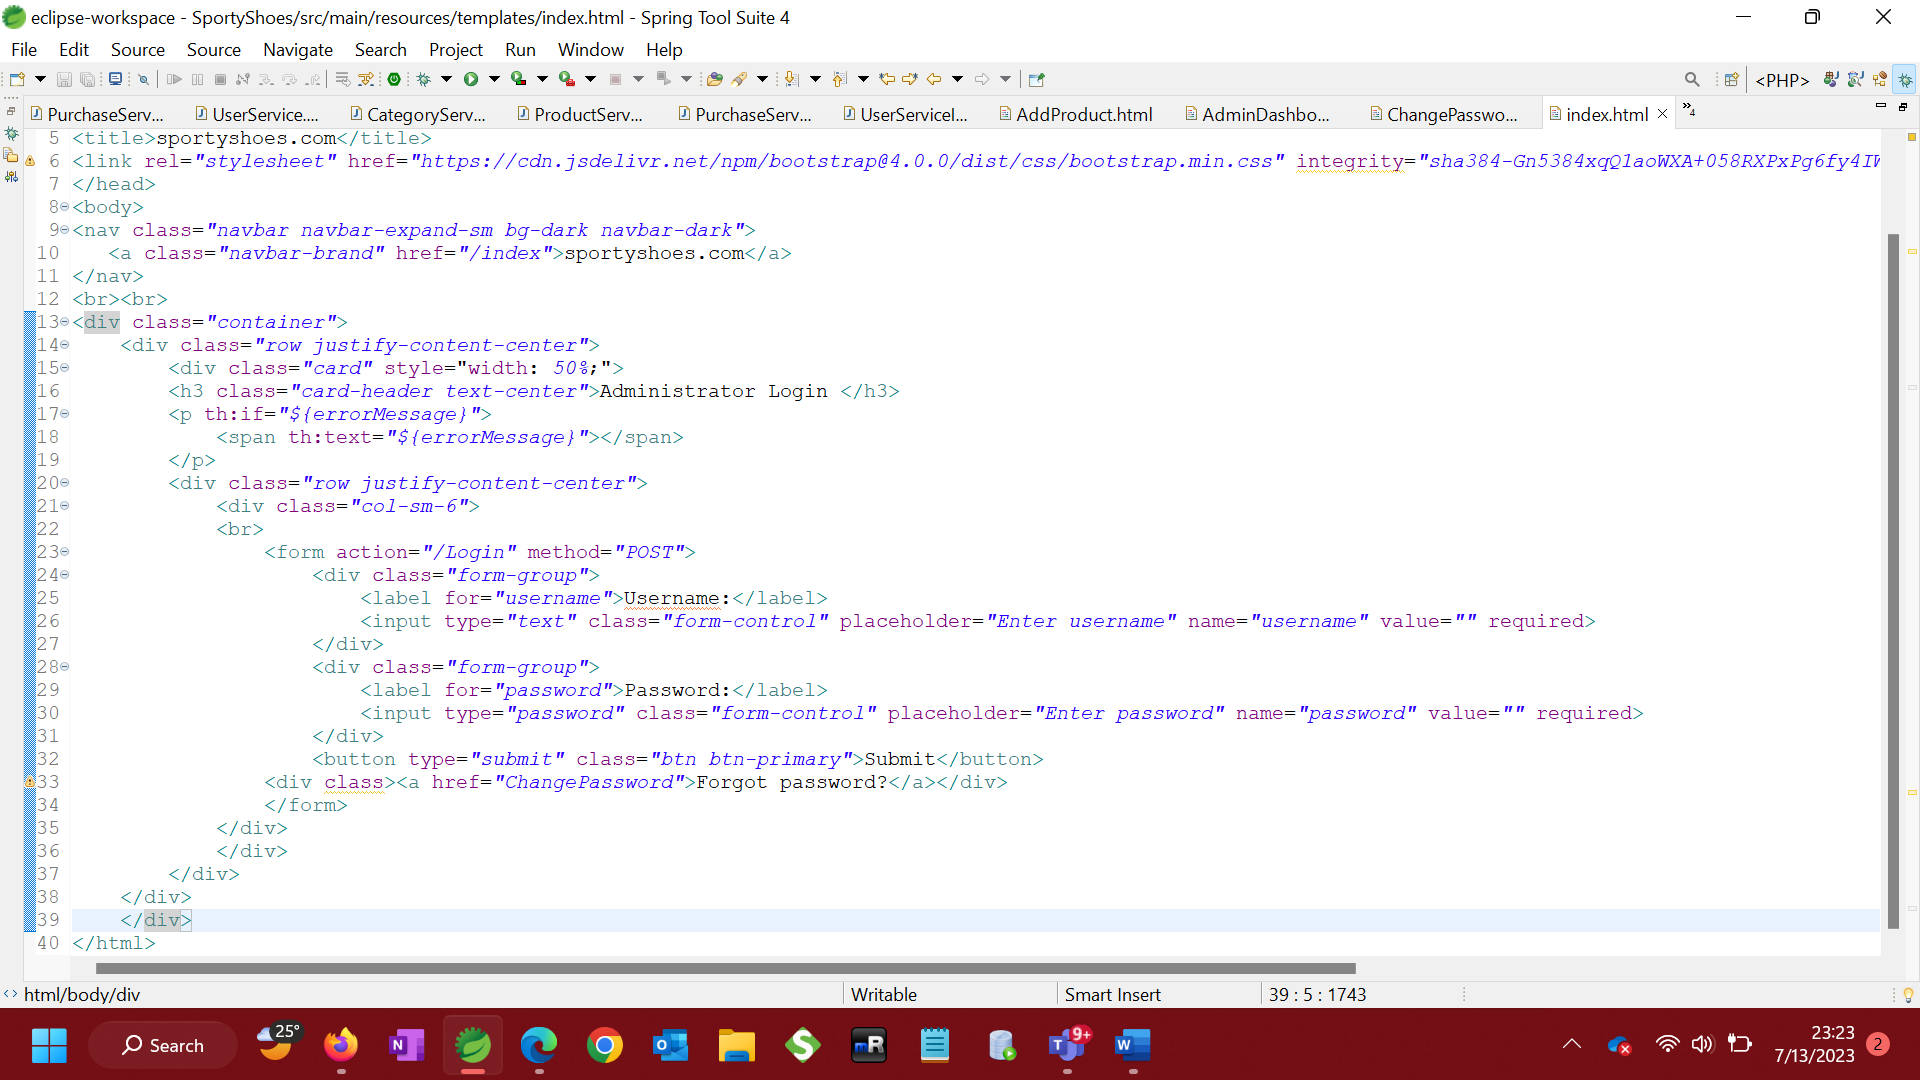 eclipse-workspace - SportyShoes/src/main/resources/templates/index.html - Spring Tool Suite 4
File Edit Source Source Navigate Search Project Run Window Help
<PHP>
PurchaseServ... UserService.... CategoryServ... ProductServ... PurchaseServ... UserServiceI... AddProduct.html AdminDashbo... ChangePasswo... index.html »4
5 <title>sportyshoes.com</title>
6 <link rel="stylesheet" href="https://cdn.jsdelivr.net/npm/bootstrap@4.0.0/dist/css/bootstrap.min.css" integrity="sha384-Gn5384xqQ1aoWXA+058RXPxPg6fy4IW
7 </head>
8 <body>
9 <nav class="navbar navbar-expand-sm bg-dark navbar-dark">
10 <a class="navbar-brand" href="/index">sportyshoes.com</a>
11 </nav>
12 <br><br>
13 <div class="container">
14 <div class="row justify-content-center">
15 <div class="card" style="width: 50%;">
16 <h3 class="card-header text-center">Administrator Login </h3>
17 <p th:if="${errorMessage}">
18 <span th:text="${errorMessage}"></span>
19 </p>
20 <div class="row justify-content-center">
21 <div class="col-sm-6">
22 <br>
23 <form action="/Login" method="POST">
24 <div class="form-group">
25 <label for="username">Username:</label>
26 <input type="text" class="form-control" placeholder="Enter username" name="username" value="" required>
27 </div>
28 <div class="form-group">
29 <label for="password">Password:</label>
30 <input type="password" class="form-control" placeholder="Enter password" name="password" value="" required>
31 </div>
32 <button type="submit" class="btn btn-primary">Submit</button>
33 <div class><a href="ChangePassword">Forgot password?</a></div>
34 </form>
35 </div>
36 </div>
37 </div>
38 </div>
39 </div>
40 </html>
html/body/div Writable Smart Insert 39 : 5 : 1743
Search 25° N O S mR T 9+ W 23:23 2
7/13/2023